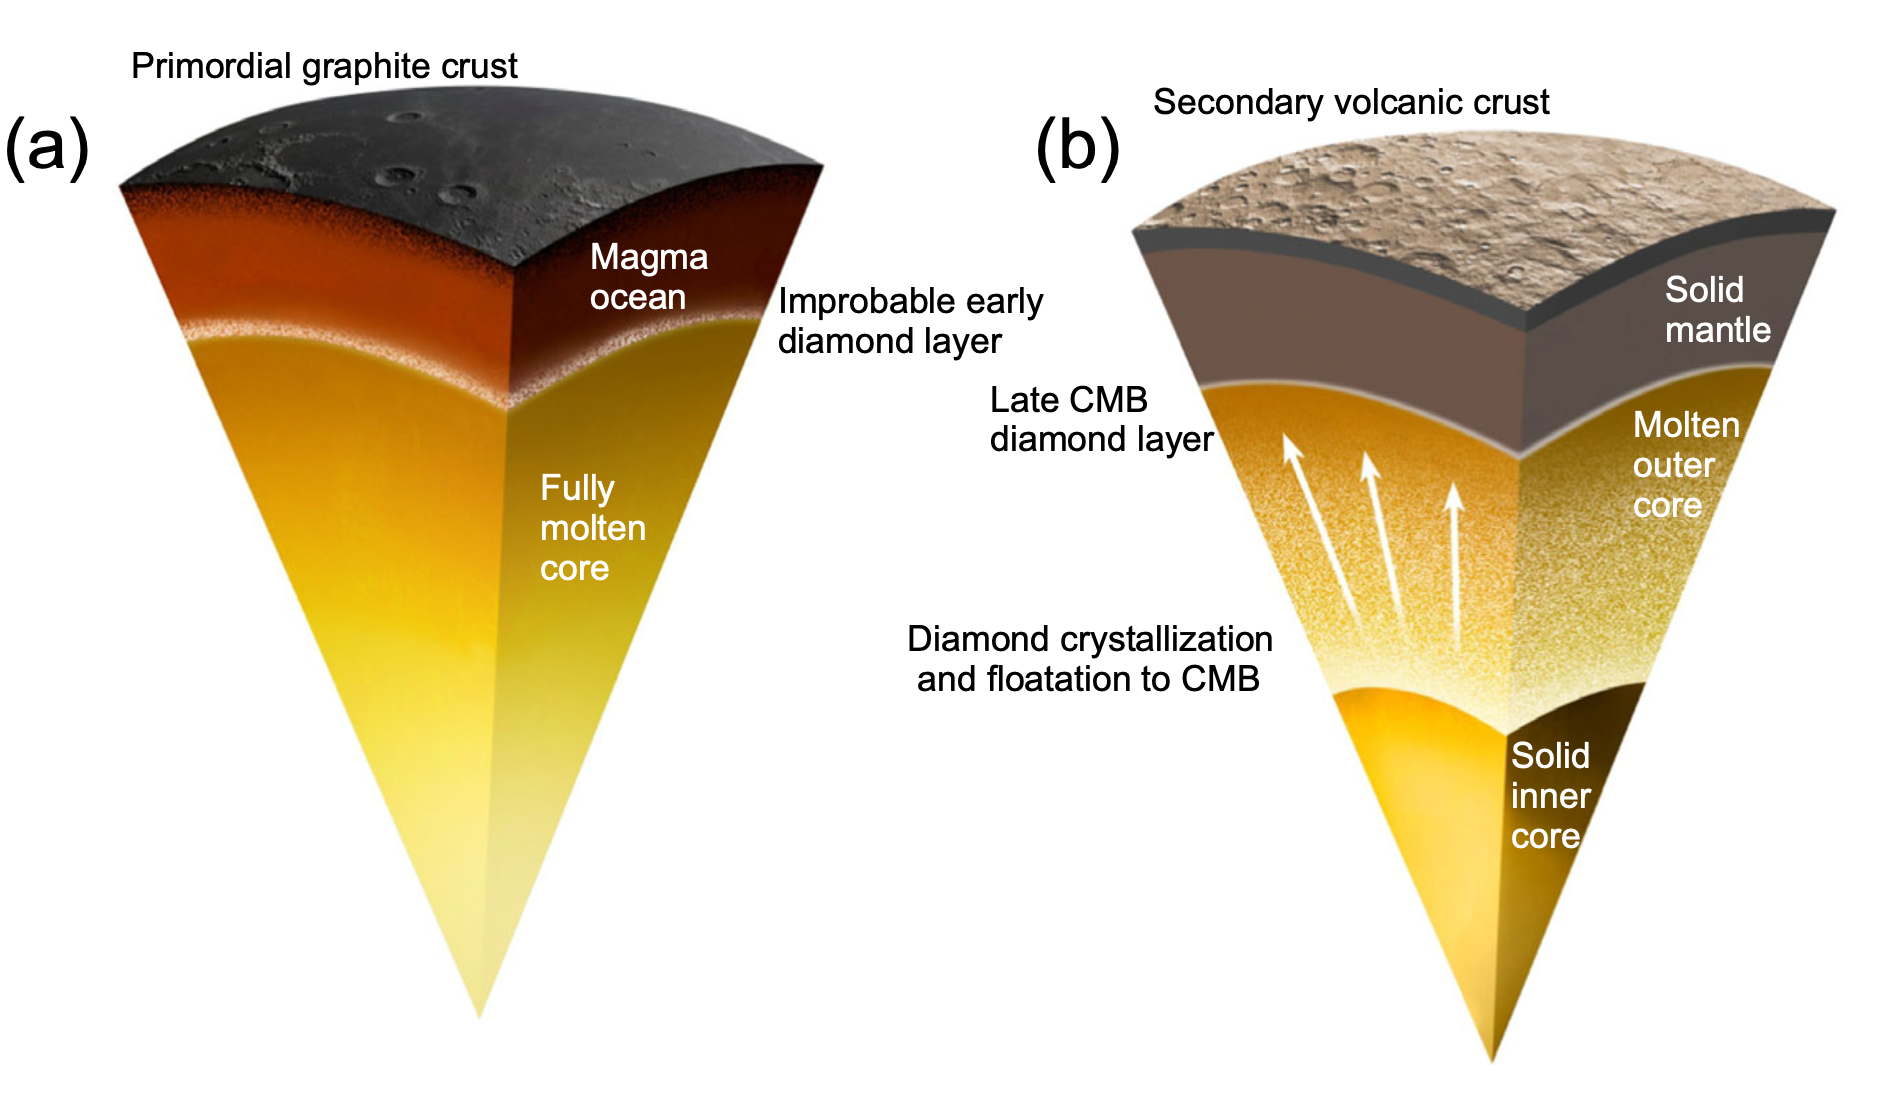 (a)
Primordial graphite crust
Magma
ocean
Improbable early
diamond layer
Fully
molten
core
(b)
Secondary volcanic crust
Solid
mantle
Late CMB
diamond layer
Molten
outer
core
Diamond crystallization
and floatation to CMB
Solid
inner
core